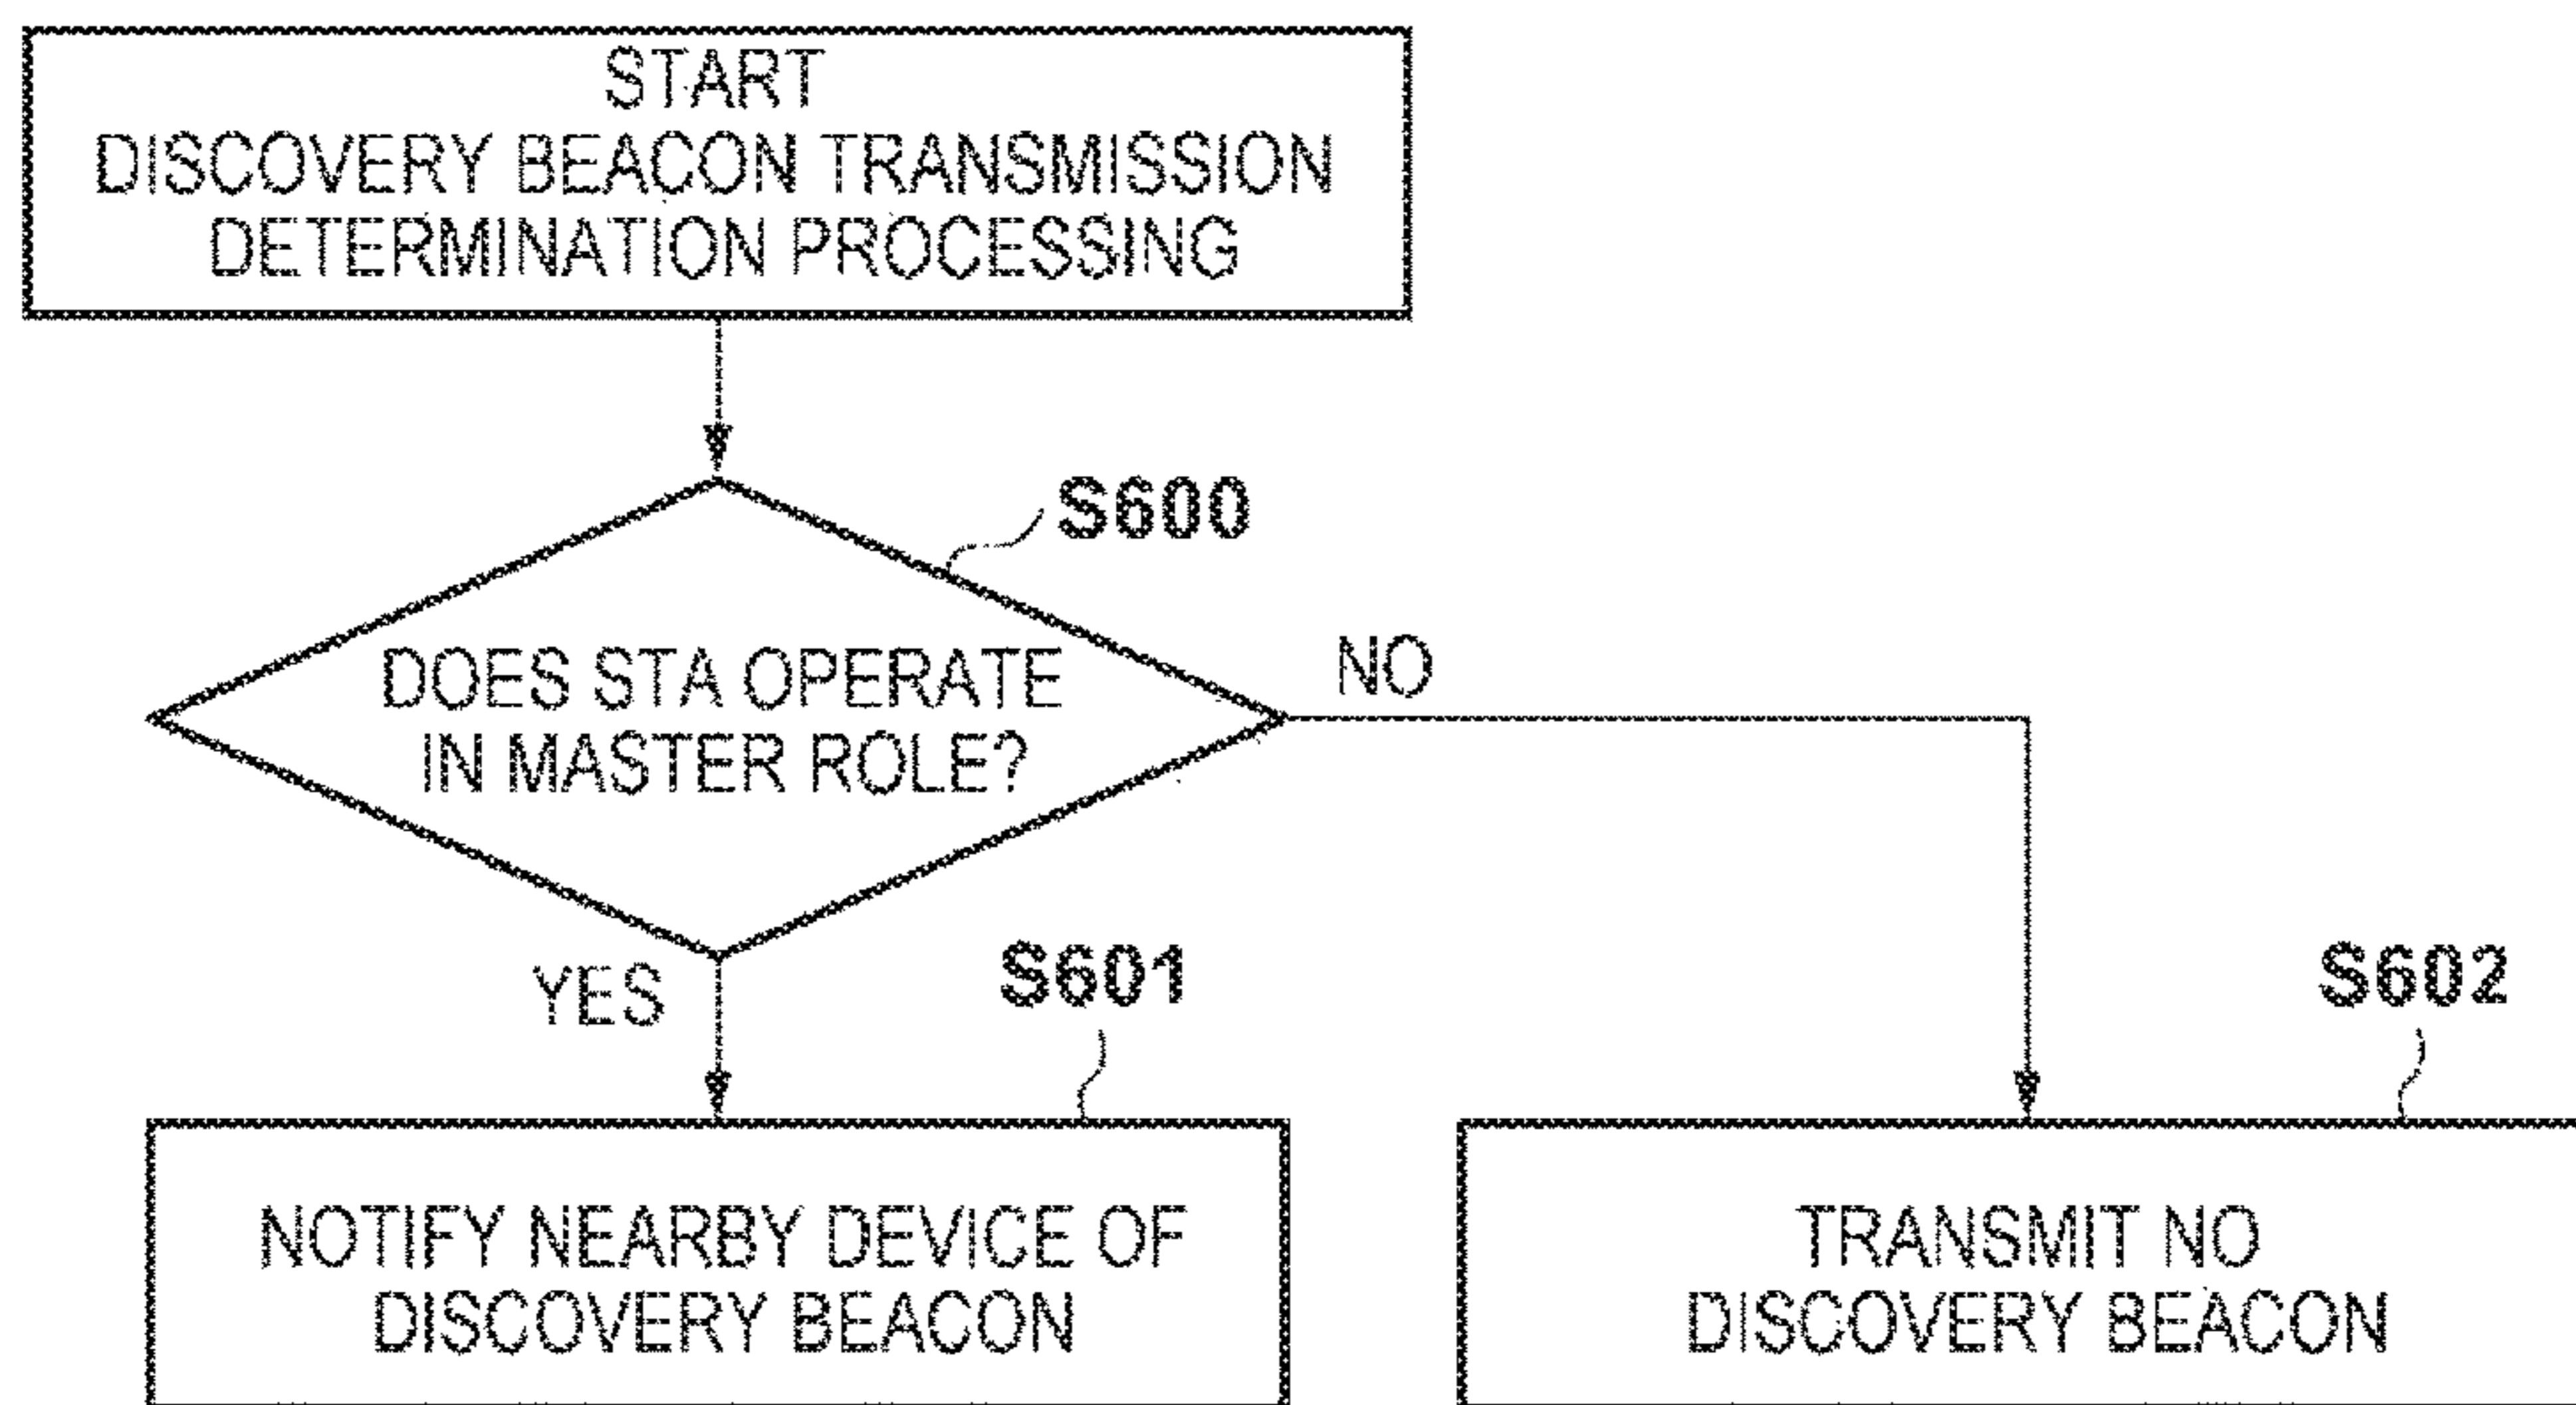 START
DISCOVERY BEACON TRANSMISSION
DETERMINATION PROCESSING
S600
DOES STA OPERATE
IN MASTER ROLE?
NO
YES
S601
S602
NOTIFY NEARBY DEVICE OF
DISCOVERY BEACON
TRANSMIT NO
DISCOVERY BEACON